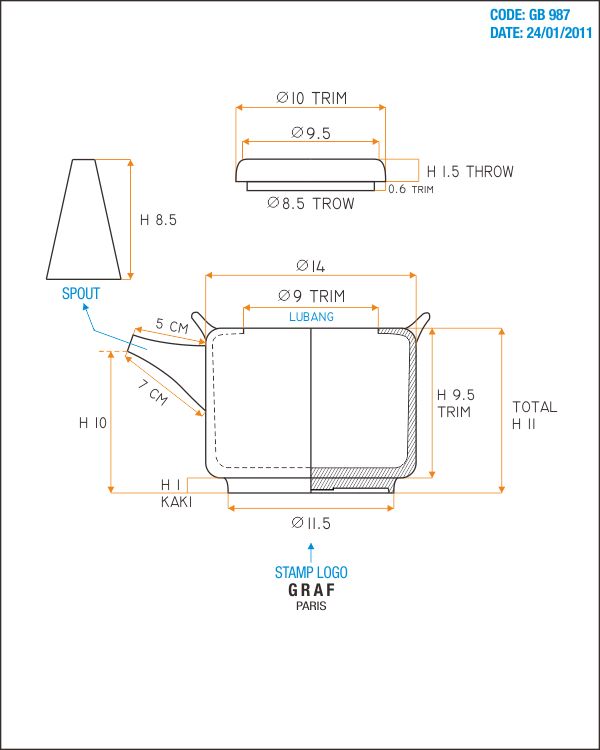 CODE: GB 987
DATE: 24/01/2011
Ø10 TRIM
Ø9.5
H 1.5 THROW
0.6 TRIM
Ø8.5 TROW
H 8.5
SPOUT
Ø14
Ø9 TRIM
LUBANG
5 CM
7 CM
H 10
H 9.5
TRIM
TOTAL
H 11
H 1
KAKI
Ø11.5
STAMP LOGO
GRAF
PARIS